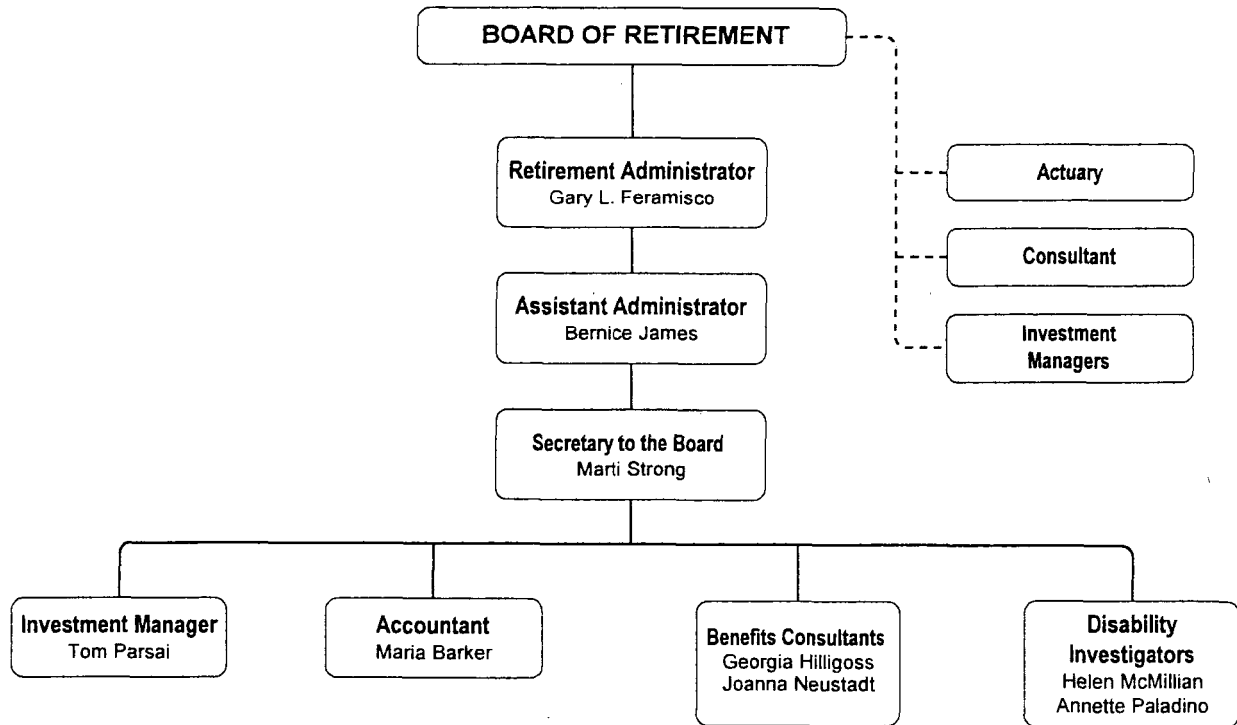 BOARD OF RETIREMENT
Retirement Administrator
Gary L. Feramisco
Actuary
Consultant
Assistant Administrator
Bernice James
Investment
Managers
Secretary to the Board
Marti Strong
Investment Manager
Tom Parsai
Accountant
Maria Barker
Benefits Consultants
Georgia Hilligoss
Joanna Neustadt
Disability
Investigators
Helen McMillian
Annette Paladino